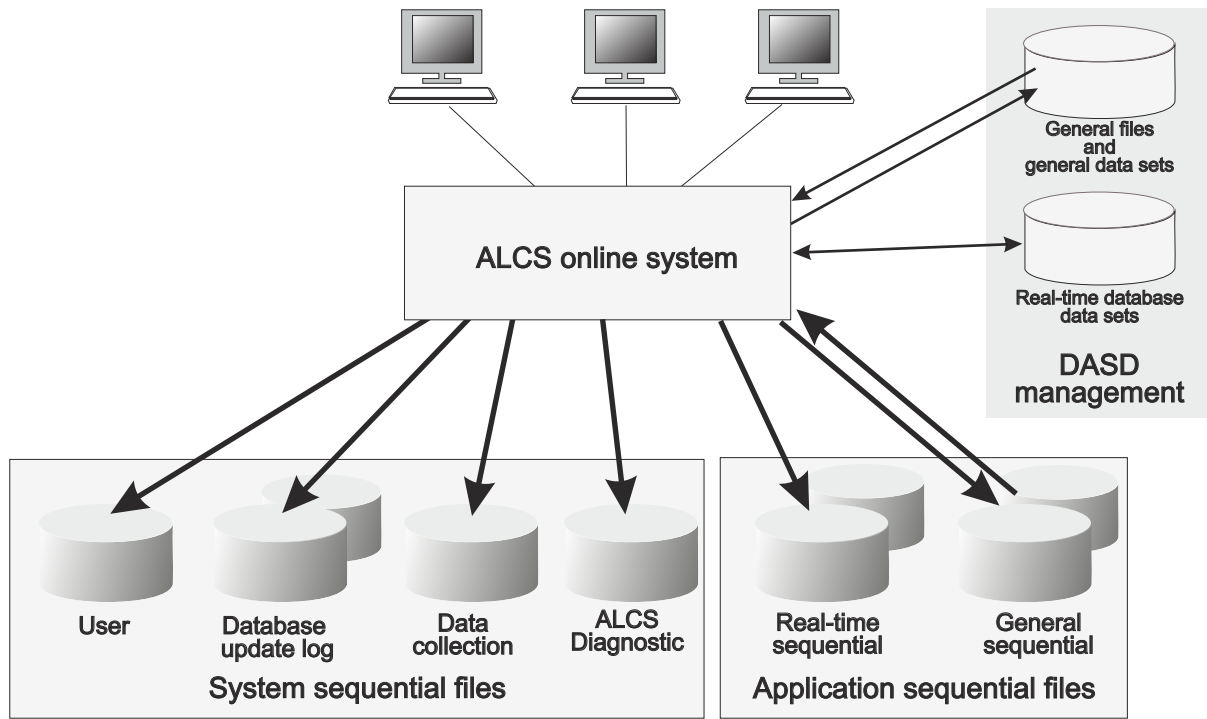 General files
and
general data sets
ALCS online system
Real-time database
data sets
DASD
management
User
Database
update log
Data
collection
ALCS
Diagnostic
System sequential files
Real-time
sequential
General
sequential
Application sequential files